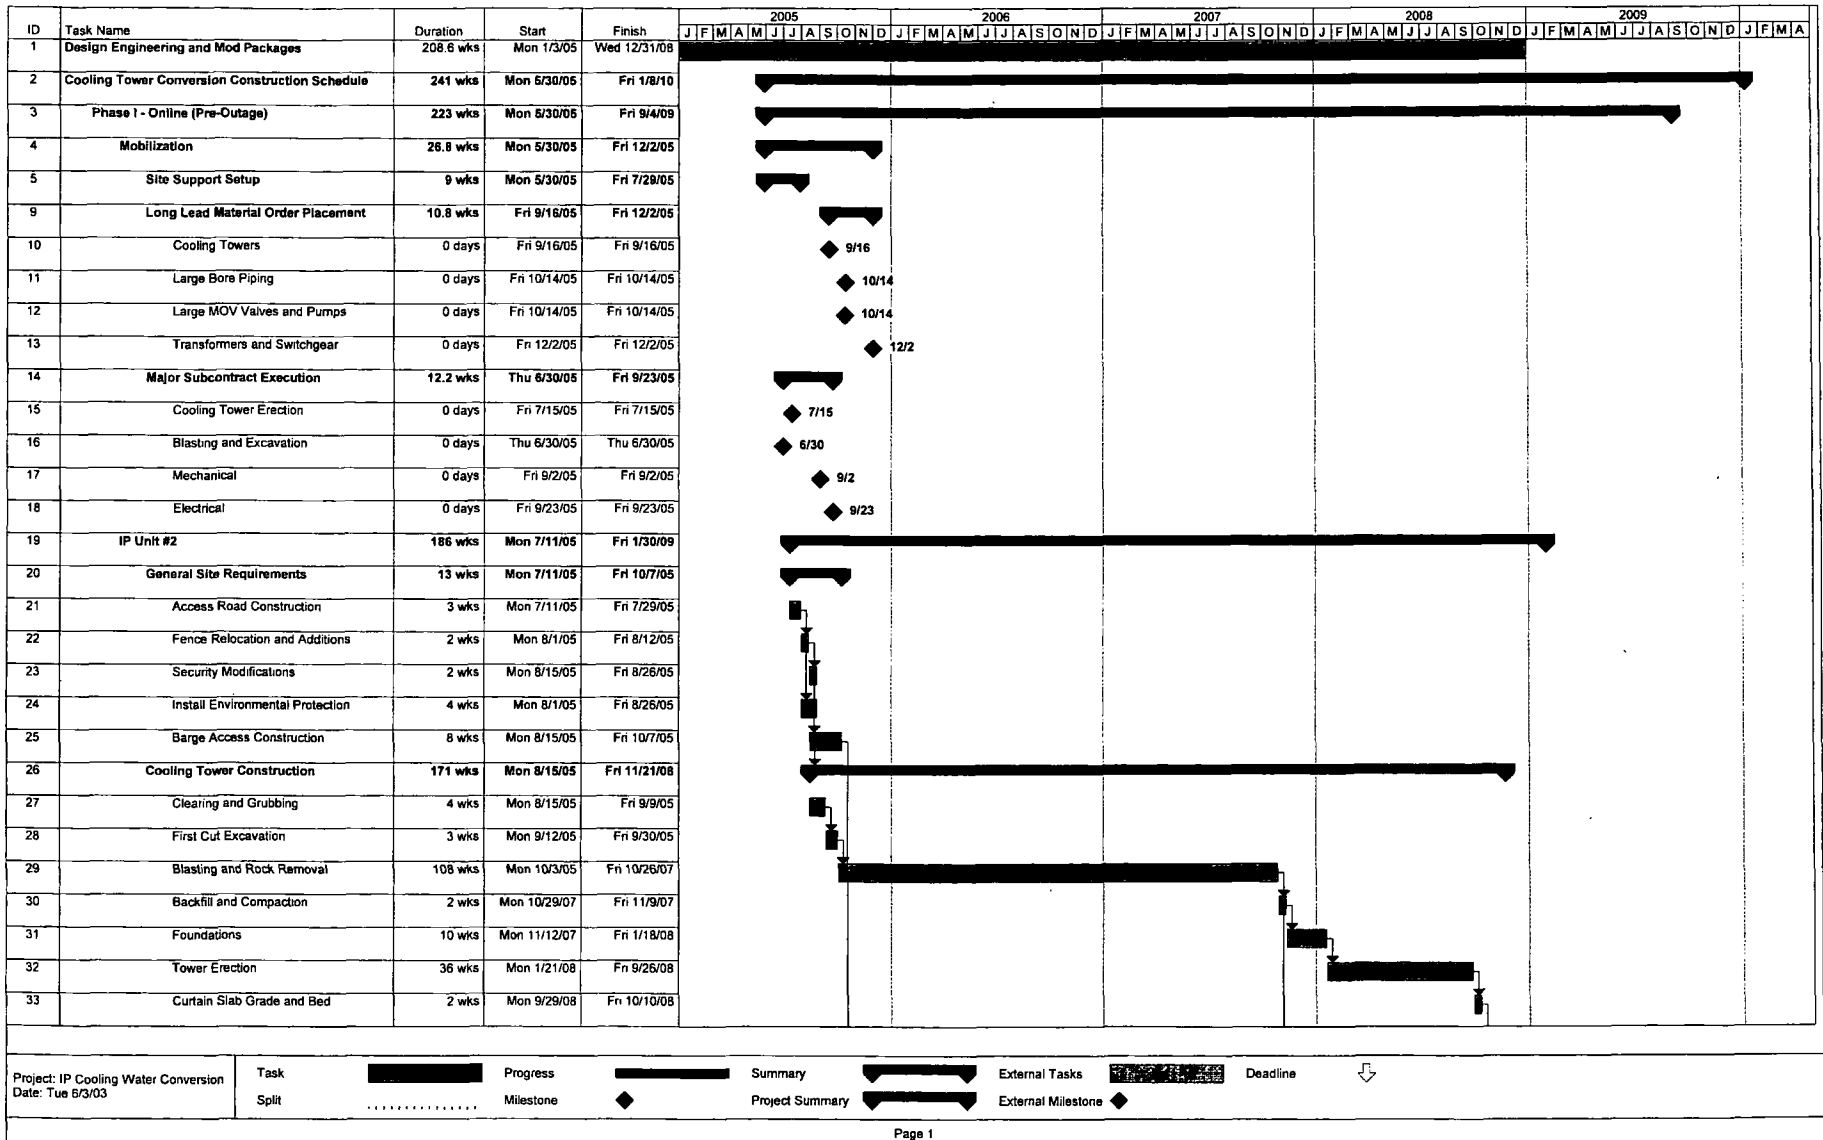 2005 2006 2007 2008 2009
ID Task Name Duration Start Finish J F M A M J J A S O N D J F M A M J J A S O N D J F M A M J J A S O N D J F M A M J J A S O N D J F M A M J J A S O N D J F M A
1 Design Engineering and Mod Packages 208.6 wks Mon 1/3/05 Wed 12/31/08
2 Cooling Tower Conversion Construction Schedule 241 wks Mon 5/30/05 Fri 1/8/10
3 Phase I - Online (Pre-Outage) 223 wks Mon 5/30/05 Fri 9/4/09
4 Mobilization 26.8 wks Mon 5/30/05 Fri 12/2/05
5 Site Support Setup 9 wks Mon 5/30/05 Fri 7/29/05
9 Long Lead Material Order Placement 10.8 wks Fri 9/16/05 Fri 12/2/05
10 Cooling Towers 0 days Fri 9/16/05 Fri 9/16/05 9/16
11 Large Bore Piping 0 days Fri 10/14/05 Fri 10/14/05 10/14
12 Large MOV Valves and Pumps 0 days Fri 10/14/05 Fri 10/14/05 10/14
13 Transformers and Switchgear 0 days Fri 12/2/05 Fri 12/2/05 12/2
14 Major Subcontract Execution 12.2 wks Thu 6/30/05 Fri 9/23/05
15 Cooling Tower Erection 0 days Fri 7/15/05 Fri 7/15/05 7/15
16 Blasting and Excavation 0 days Thu 6/30/05 Thu 6/30/05 6/30
17 Mechanical 0 days Fri 9/2/05 Fri 9/2/05 9/2
18 Electrical 0 days Fri 9/23/05 Fri 9/23/05 9/23
19 IP Unit #2 186 wks Mon 7/11/05 Fri 1/30/09
20 General Site Requirements 13 wks Mon 7/11/05 Fri 10/7/05
21 Access Road Construction 3 wks Mon 7/11/05 Fri 7/29/05
22 Fence Relocation and Additions 2 wks Mon 8/1/05 Fri 8/12/05
23 Security Modifications 2 wks Mon 8/15/05 Fri 8/26/05
24 Install Environmental Protection 4 wks Mon 8/1/05 Fri 8/26/05
25 Barge Access Construction 8 wks Mon 8/15/05 Fri 10/7/05
26 Cooling Tower Construction 171 wks Mon 8/15/05 Fri 11/21/08
27 Clearing and Grubbing 4 wks Mon 8/15/05 Fri 9/9/05
28 First Cut Excavation 3 wks Mon 9/12/05 Fri 9/30/05
29 Blasting and Rock Removal 108 wks Mon 10/3/05 Fri 10/26/07
30 Backfill and Compaction 2 wks Mon 10/29/07 Fri 11/9/07
31 Foundations 10 wks Mon 11/12/07 Fri 1/18/08
32 Tower Erection 36 wks Mon 1/21/08 Fri 9/26/08
33 Curtain Slab Grade and Bed 2 wks Mon 9/29/08 Fri 10/10/08
Project: IP Cooling Water Conversion
Date: Tue 6/3/03
Task Progress Summary External Tasks Deadline
Split Milestone Project Summary External Milestone
Page 1